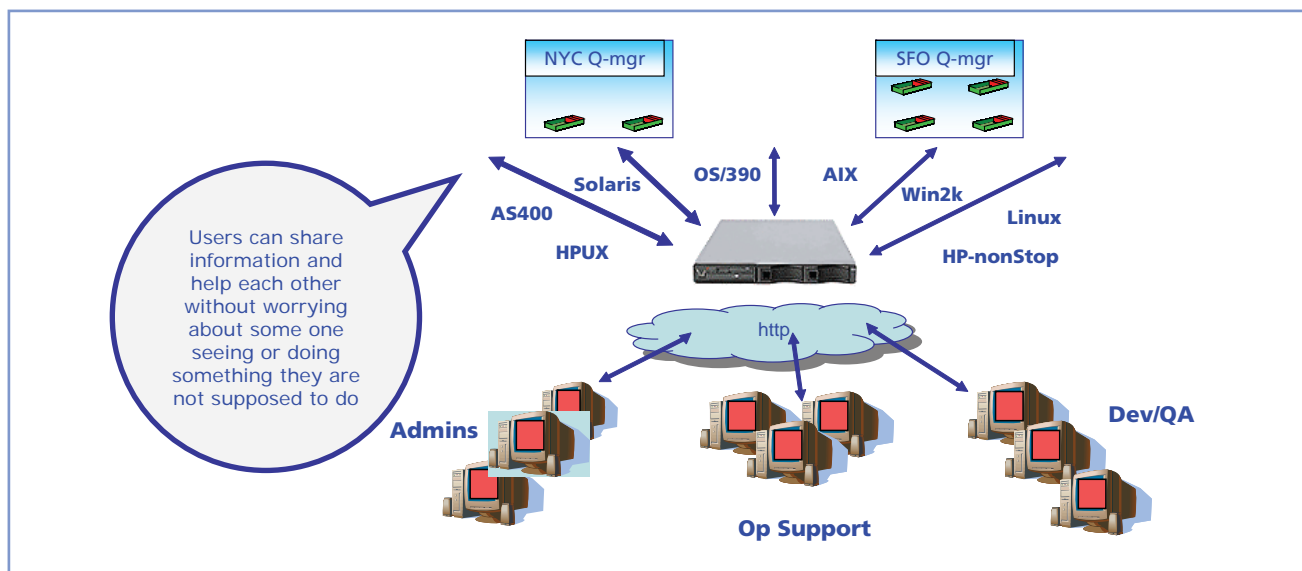 NYC Q-mgr
SFO Q-mgr
OS/390
AIX
Solaris
Win2k
AS400
Linux
HPUX
HP-nonStop
Users can share
information and
help each other
without worrying
about some one
seeing or doing
something they are
not supposed to do
http
Admins
Dev/QA
Op Support